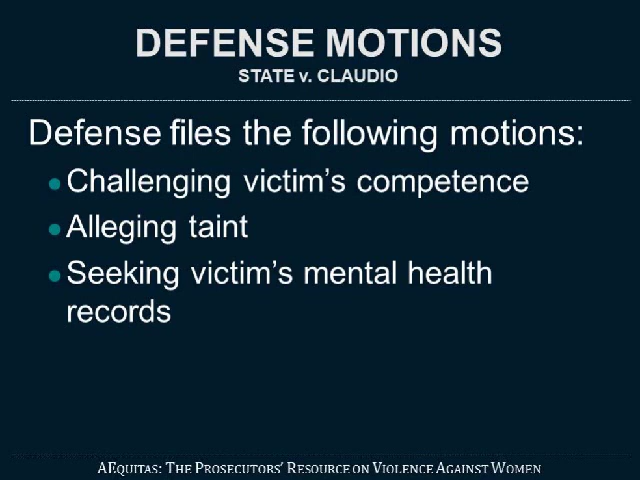 DEFENSE MOTIONS
STATE v. CLAUDIO
Defense files the following motions:
●Challenging victim's competence
●Alleging taint
●Seeking victim's mental health
records
AEQUITAS: THE PROSECUTORS' RESOURCE ON VIOLENCE AGAINST WOMEN